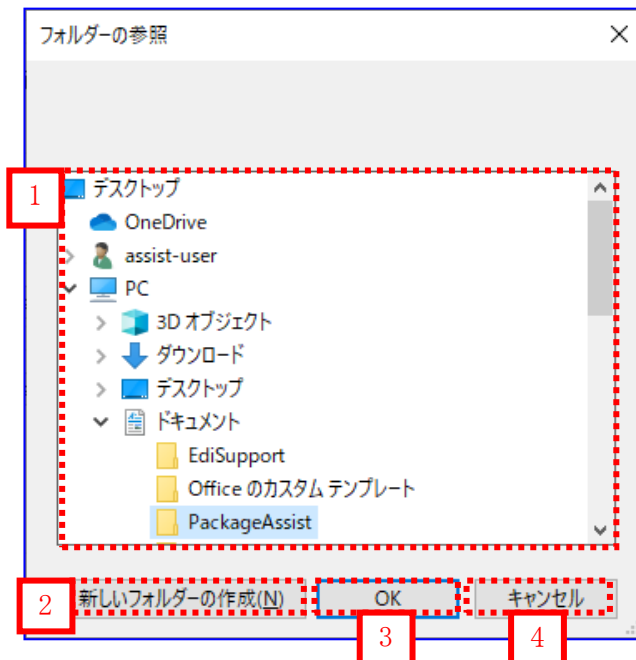 フォルダーの参照
1
デスクトップ
OneDrive
assist-user
PC
3D オブジェクト
ダウンロード
デスクトップ
ドキュメント
EdiSupport
Office のカスタム テンプレート
PackageAssist
2
新しいフォルダーの作成(N)
OK
キャンセル
3
4